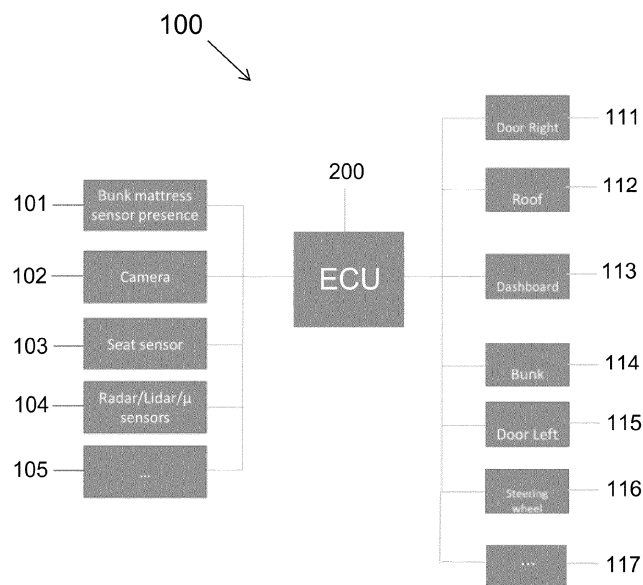 100
101
Bunk mattress
sensor presence
102
Camera
103
Seat sensor
104
Radar/Lidar/µ
sensors
105
...
200
ECU
Door Right
111
Roof
112
Dashboard
113
Bunk
114
Door Left
115
Steering
wheel
116
...
117